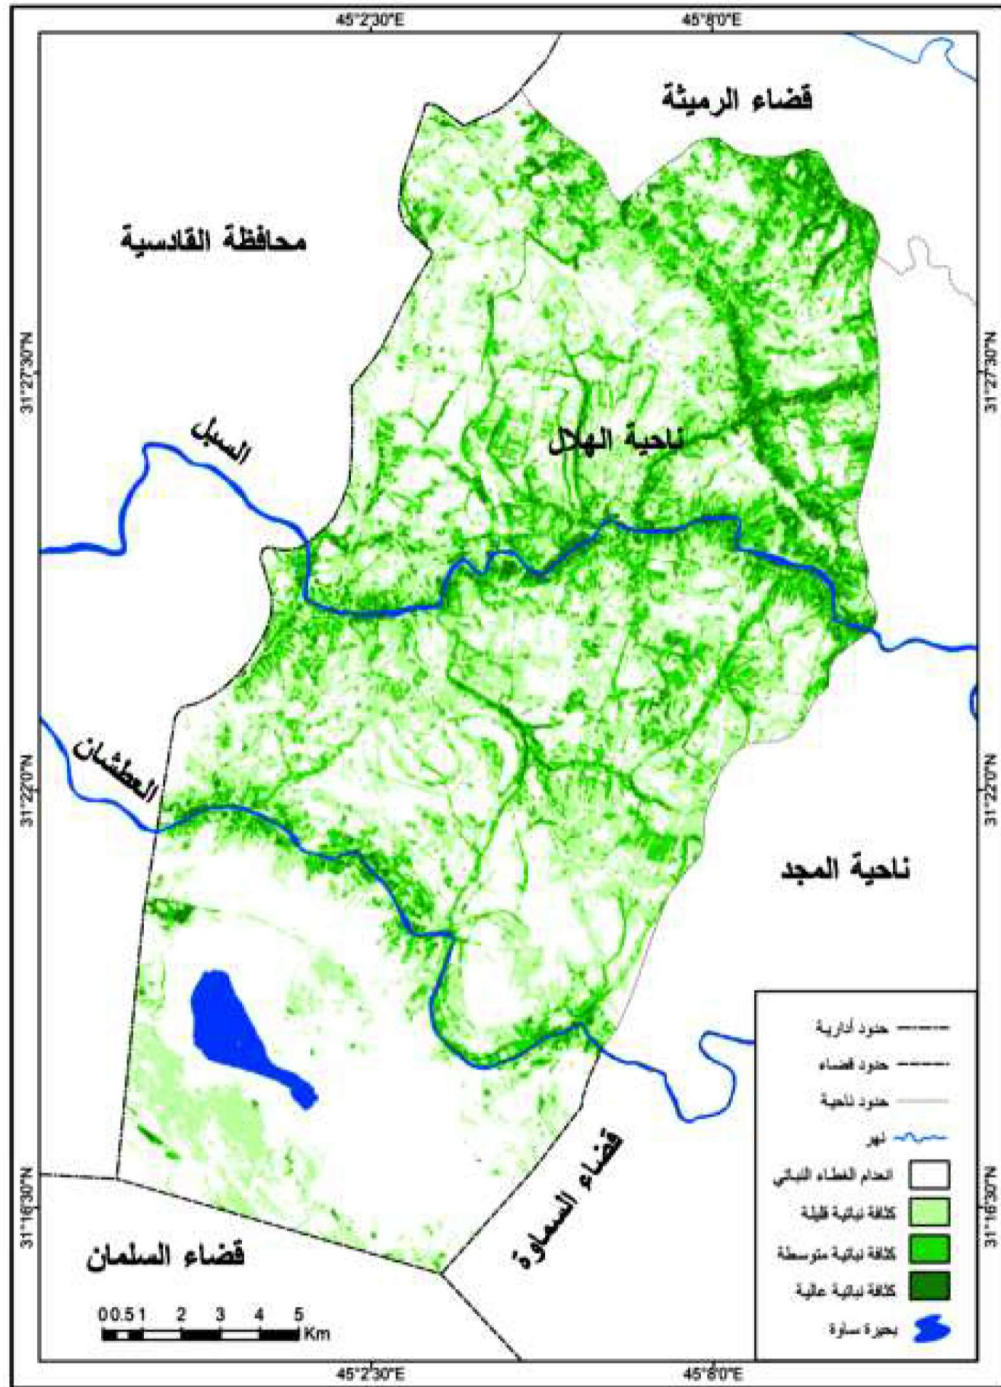 45°2'30"E
45°8'0"E
قضاء الرميثة
محافظة القادسية
31°27'30"N
31°27'30"N
السبل
ناحية الهلال
العطشان
31°22'0"N
31°22'0"N
ناحية المجد
حدود أدارية
حدود قضاء
حدود ناحية
نهر
انعدام الغطاء النباتي
كثافة نباتية قليلة
كثافة نباتية متوسطة
كثافة نباتية عالية
بحيرة ساوة
قضاء السماوة
31°16'30"N
31°16'30"N
قضاء السلمان
0 0.5 1 2 3 4 5
Km
45°2'30"E
45°8'0"E